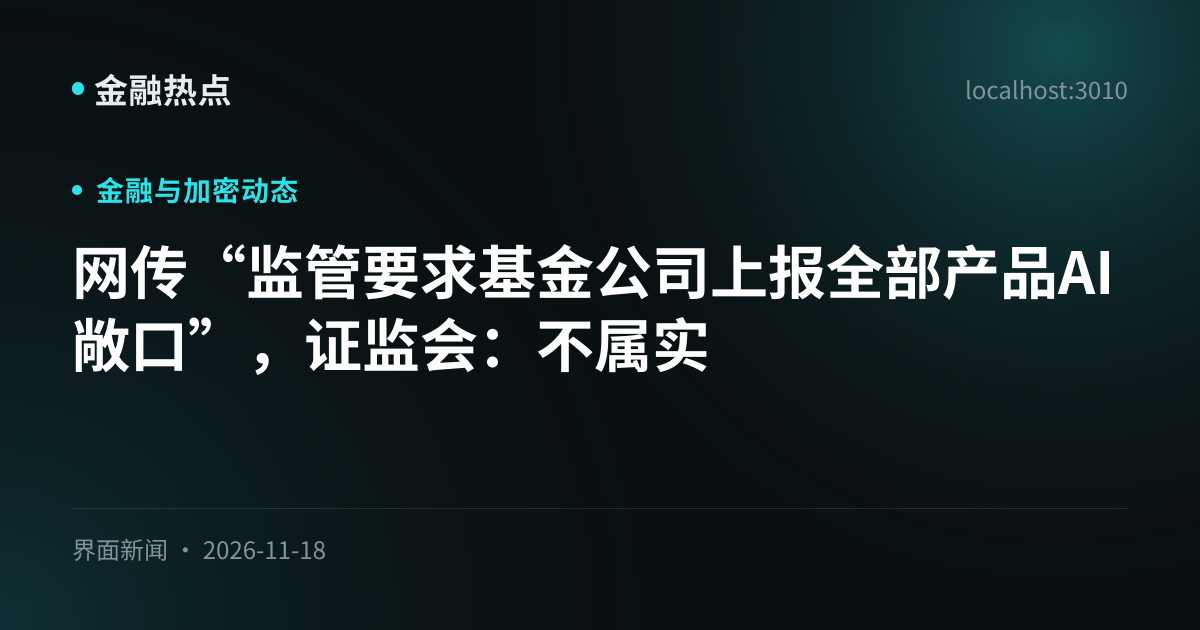 金融热点
localhost:3010
金融与加密动态
网传“监管要求基金公司上报全部产品AI
敞口”，证监会：不属实
界面新闻 · 2026-11-18